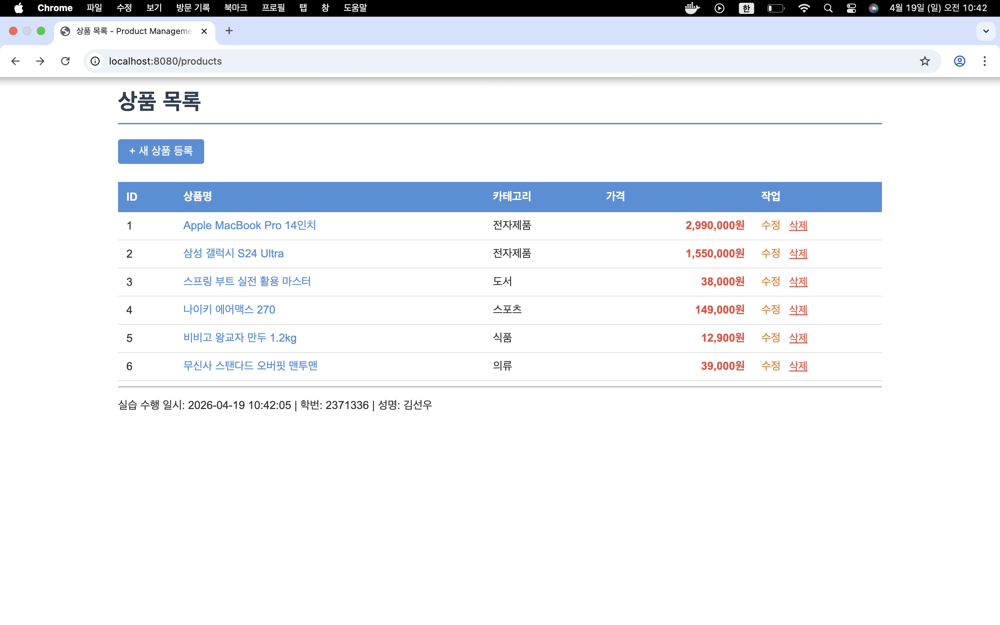 Chrome 파일 수정 보기 방문 기록 북마크 프로필 탭 창 도움말 한 4월 19일 (일) 오전 10:42
상품 목록 - Product Manageme
localhost:8080/products
상품 목록
+ 새 상품 등록
ID 상품명 카테고리 가격 작업
1 Apple MacBook Pro 14인치 전자제품 2,990,000원 수정 삭제
2 삼성 갤럭시 S24 Ultra 전자제품 1,550,000원 수정 삭제
3 스프링 부트 실전 활용 마스터 도서 38,000원 수정 삭제
4 나이키 에어맥스 270 스포츠 149,000원 수정 삭제
5 비비고 왕교자 만두 1.2kg 식품 12,900원 수정 삭제
6 무신사 스탠다드 오버핏 맨투맨 의류 39,000원 수정 삭제
실습 수행 일시: 2026-04-19 10:42:05 | 학번: 2371336 | 성명: 김선우